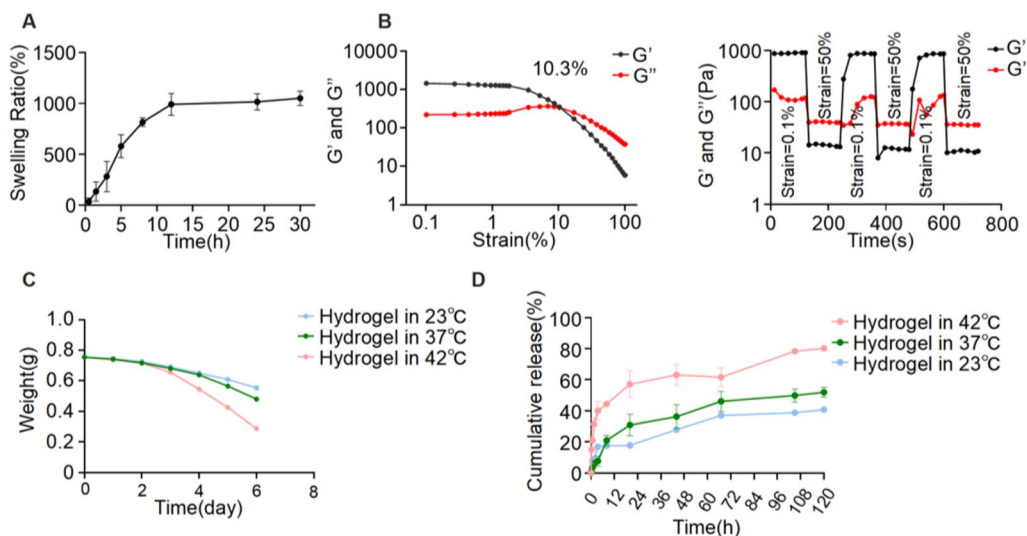 A
Swelling Ratio(%)
1500
1000
500
0
0 5 10 15 20 25 30
Time(h)
B
G’ and G’’
10000
1000
100
10
1
0.1 1 10 100
Strain(%)
10.3%
G’
G’’
G’ and G’’(Pa)
1000
100
10
1
0 200 400 600 800
Time(s)
Strain=0.1%
Strain=50%
Strain=0.1%
Strain=50%
Strain=0.1%
Strain=50%
G’
G’
C
Weight(g)
1.0
0.8
0.6
0.4
0.2
0
0 2 4 6 8
Time(day)
Hydrogel in 23°C
Hydrogel in 37°C
Hydrogel in 42°C
D
Cumulative release(%)
100
80
60
40
20
0
0 12 24 36 48 60 72 84 96 108 120
Time(h)
Hydrogel in 42°C
Hydrogel in 37°C
Hydrogel in 23°C